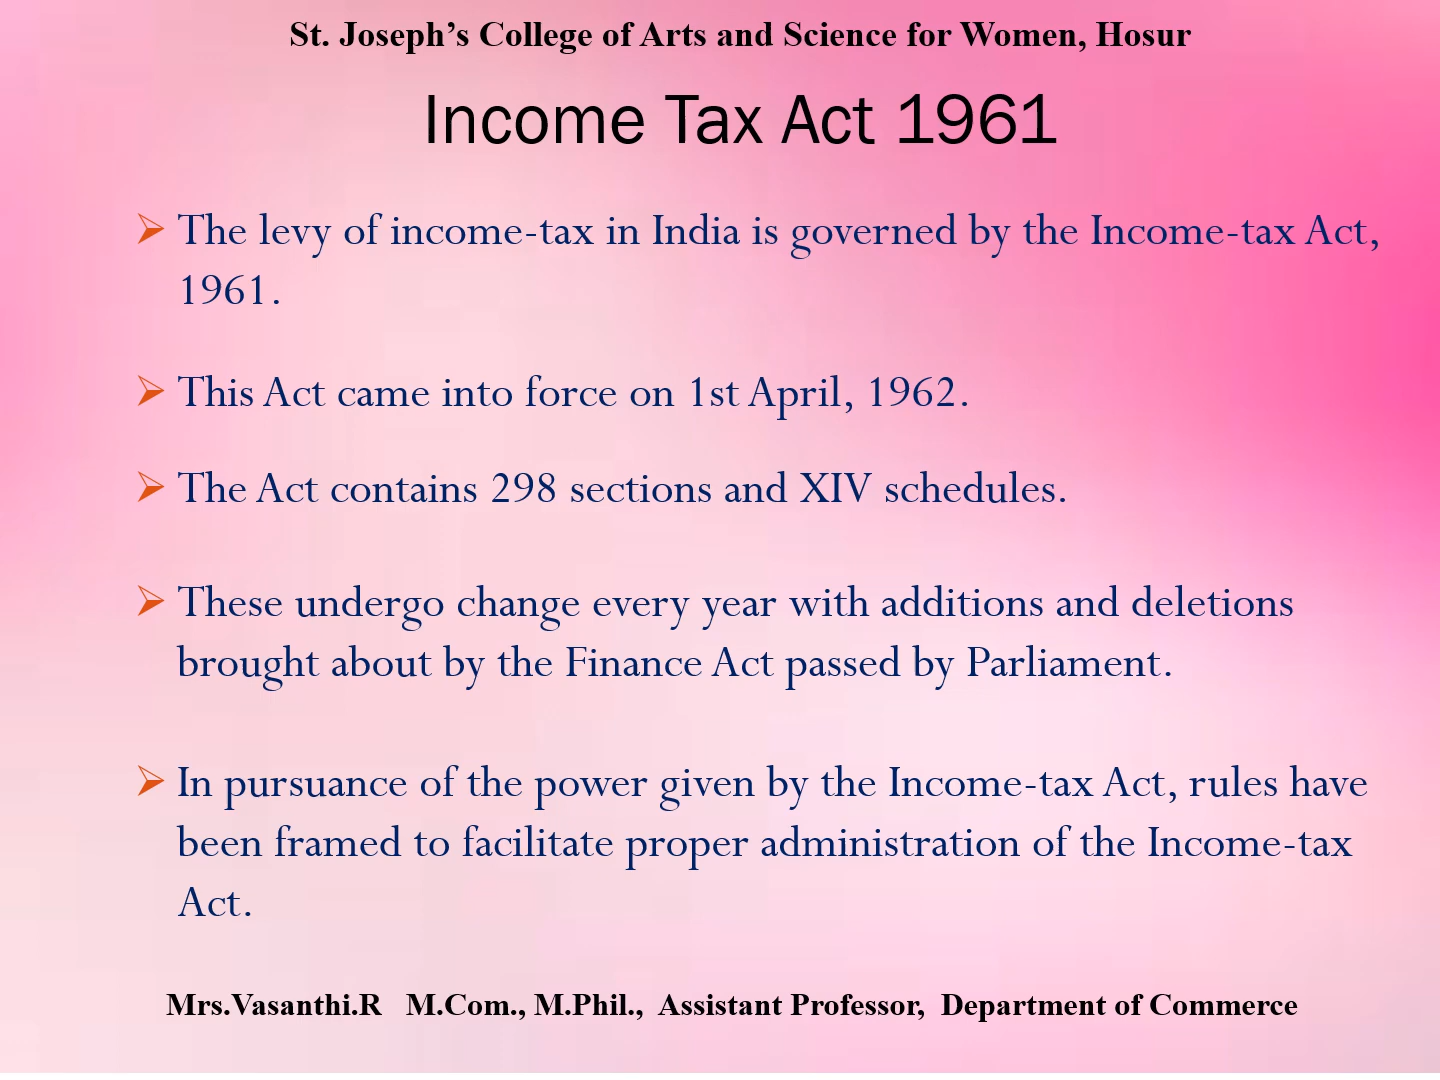 St. Joseph’s College of Arts and Science for Women, Hosur
Income Tax Act 1961
➢ The levy of income-tax in India is governed by the Income-tax Act,
1961.
➢ This Act came into force on 1st April, 1962.
➢ The Act contains 298 sections and XIV schedules.
➢ These undergo change every year with additions and deletions
brought about by the Finance Act passed by Parliament.
➢ In pursuance of the power given by the Income-tax Act, rules have
been framed to facilitate proper administration of the Income-tax
Act.
Mrs.Vasanthi.R M.Com., M.Phil., Assistant Professor, Department of Commerce